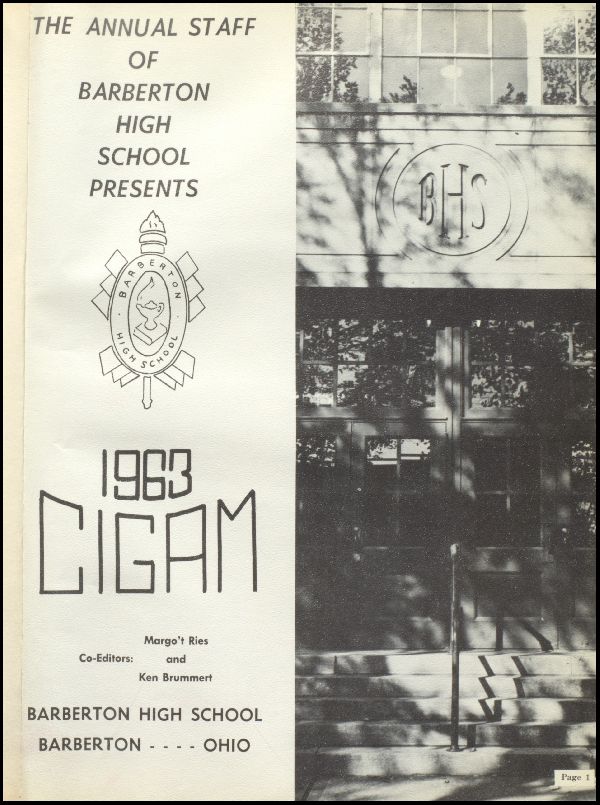 THE ANNUAL STAFF
OF
BARBERTON
HIGH
SCHOOL
PRESENTS
BARBERTON
HIGH SCHOOL
1963
CIGAM
Margo't Ries
Co-Editors: and
Ken Brummert
BARBERTON HIGH SCHOOL
BARBERTON - - - - OHIO
BHS
Page 1